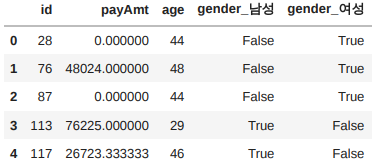 id payAmt age gender_남성 gender_여성
0 28 0.000000 44 False True
1 76 48024.000000 48 False True
2 87 0.000000 44 False True
3 113 76225.000000 29 True False
4 117 26723.333333 46 True False